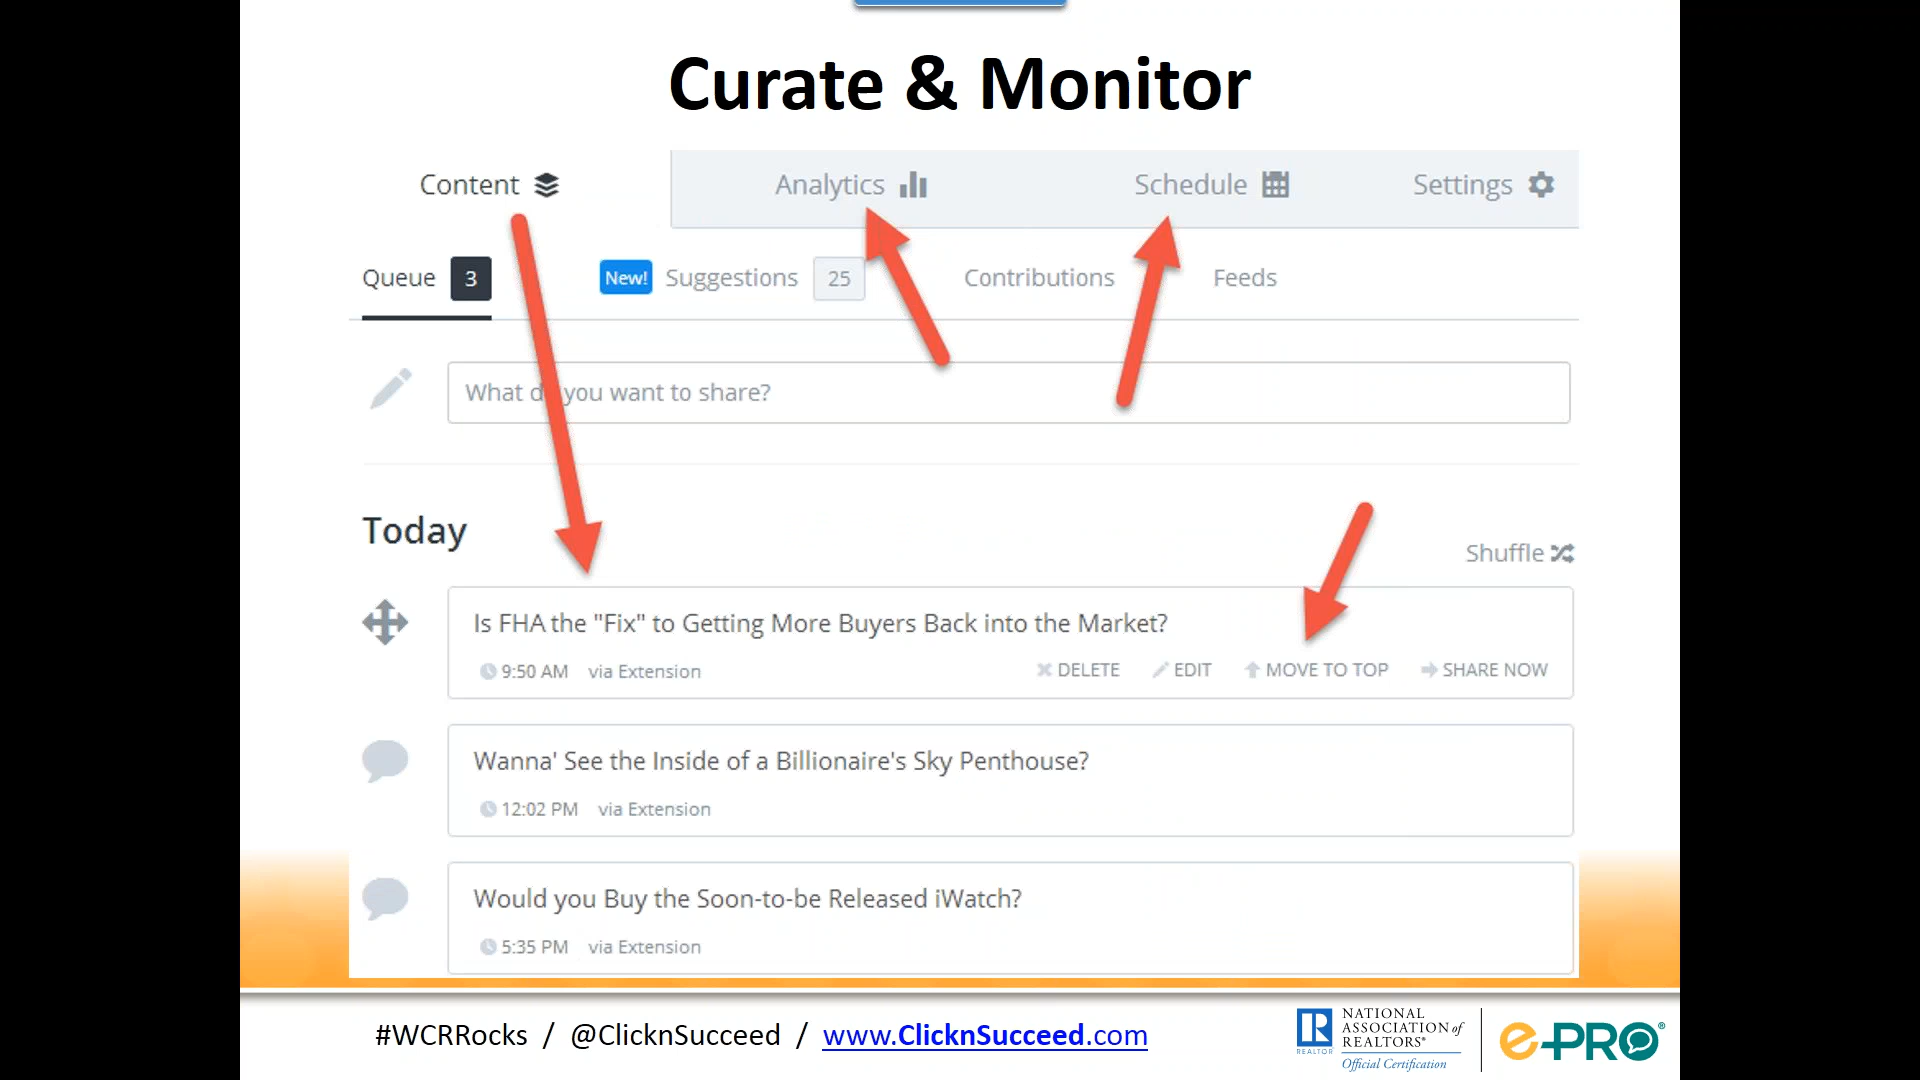 Curate & Monitor
Content Analytics Schedule Settings
Queue 3 New! Suggestions 25 Contributions Feeds
What do you want to share?
Today
Shuffle
Is FHA the "Fix" to Getting More Buyers Back into the Market?
9:50 AM via Extension DELETE EDIT MOVE TO TOP SHARE NOW
Wanna' See the Inside of a Billionaire's Sky Penthouse?
12:02 PM via Extension
Would you Buy the Soon-to-be Released iWatch?
5:35 PM via Extension
#WCRRocks / @ClicknSucceed / www.ClicknSucceed.com
REALTOR
NATIONAL
ASSOCIATION of
REALTORS®
Official Certification
e-PRO®